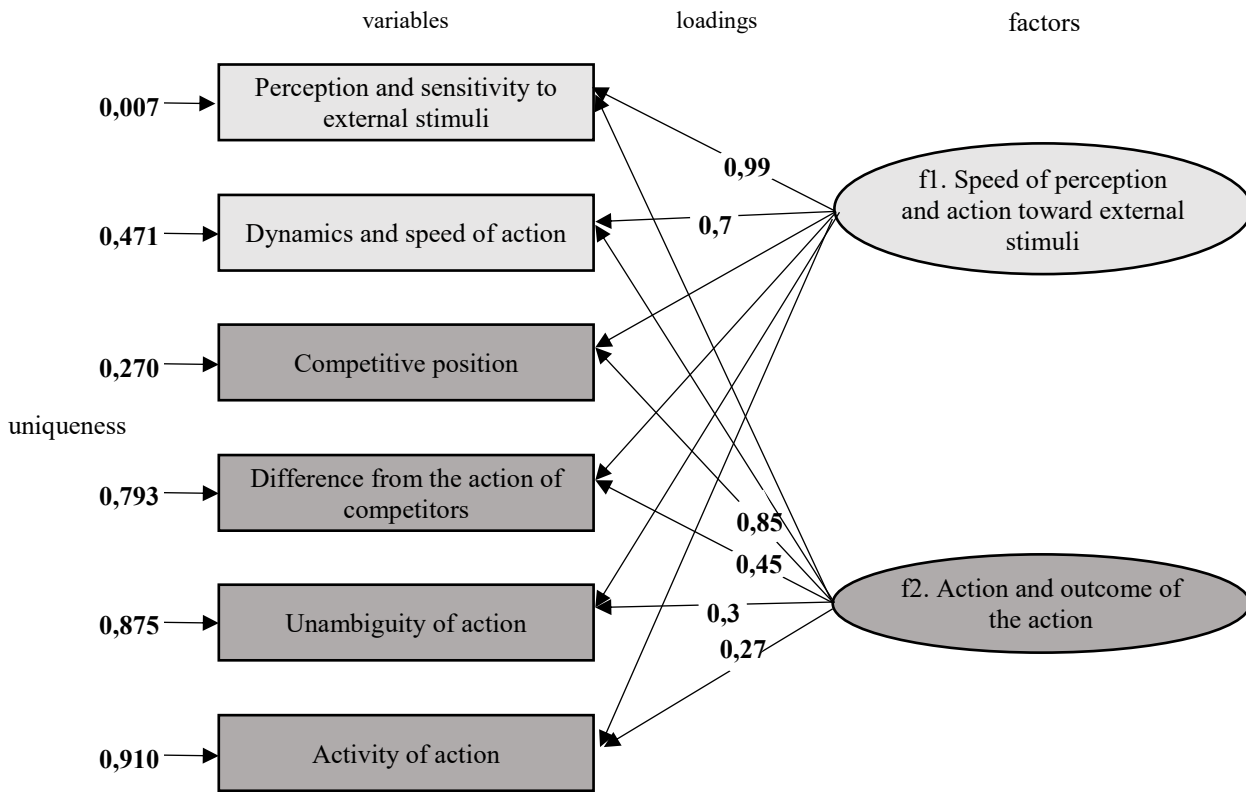 variables
loadings
factors
0,007
Perception and sensitivity to
external stimuli
0,99
f1. Speed of perception
and action toward external
stimuli
0,471
Dynamics and speed of action
0,7
0,270
Competitive position
uniqueness
0,793
Difference from the action of
competitors
0,85
0,45
f2. Action and outcome of
the action
0,875
Unambiguity of action
0,3
0,27
0,910
Activity of action